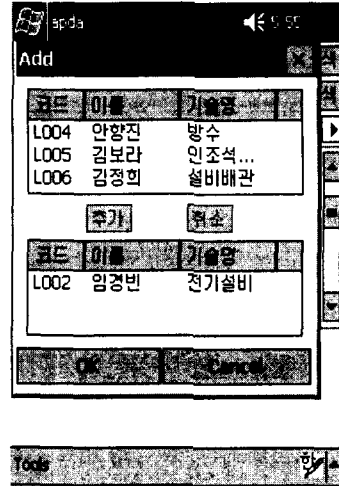 apda
Add
코드 이름 기술명
L004 안향진 방수
L005 김보라 인조석...
L006 김정희 설비배관
추가 취소
코드 이름 기술명
L002 임경빈 전기설비
OK Cancel
Tools 한